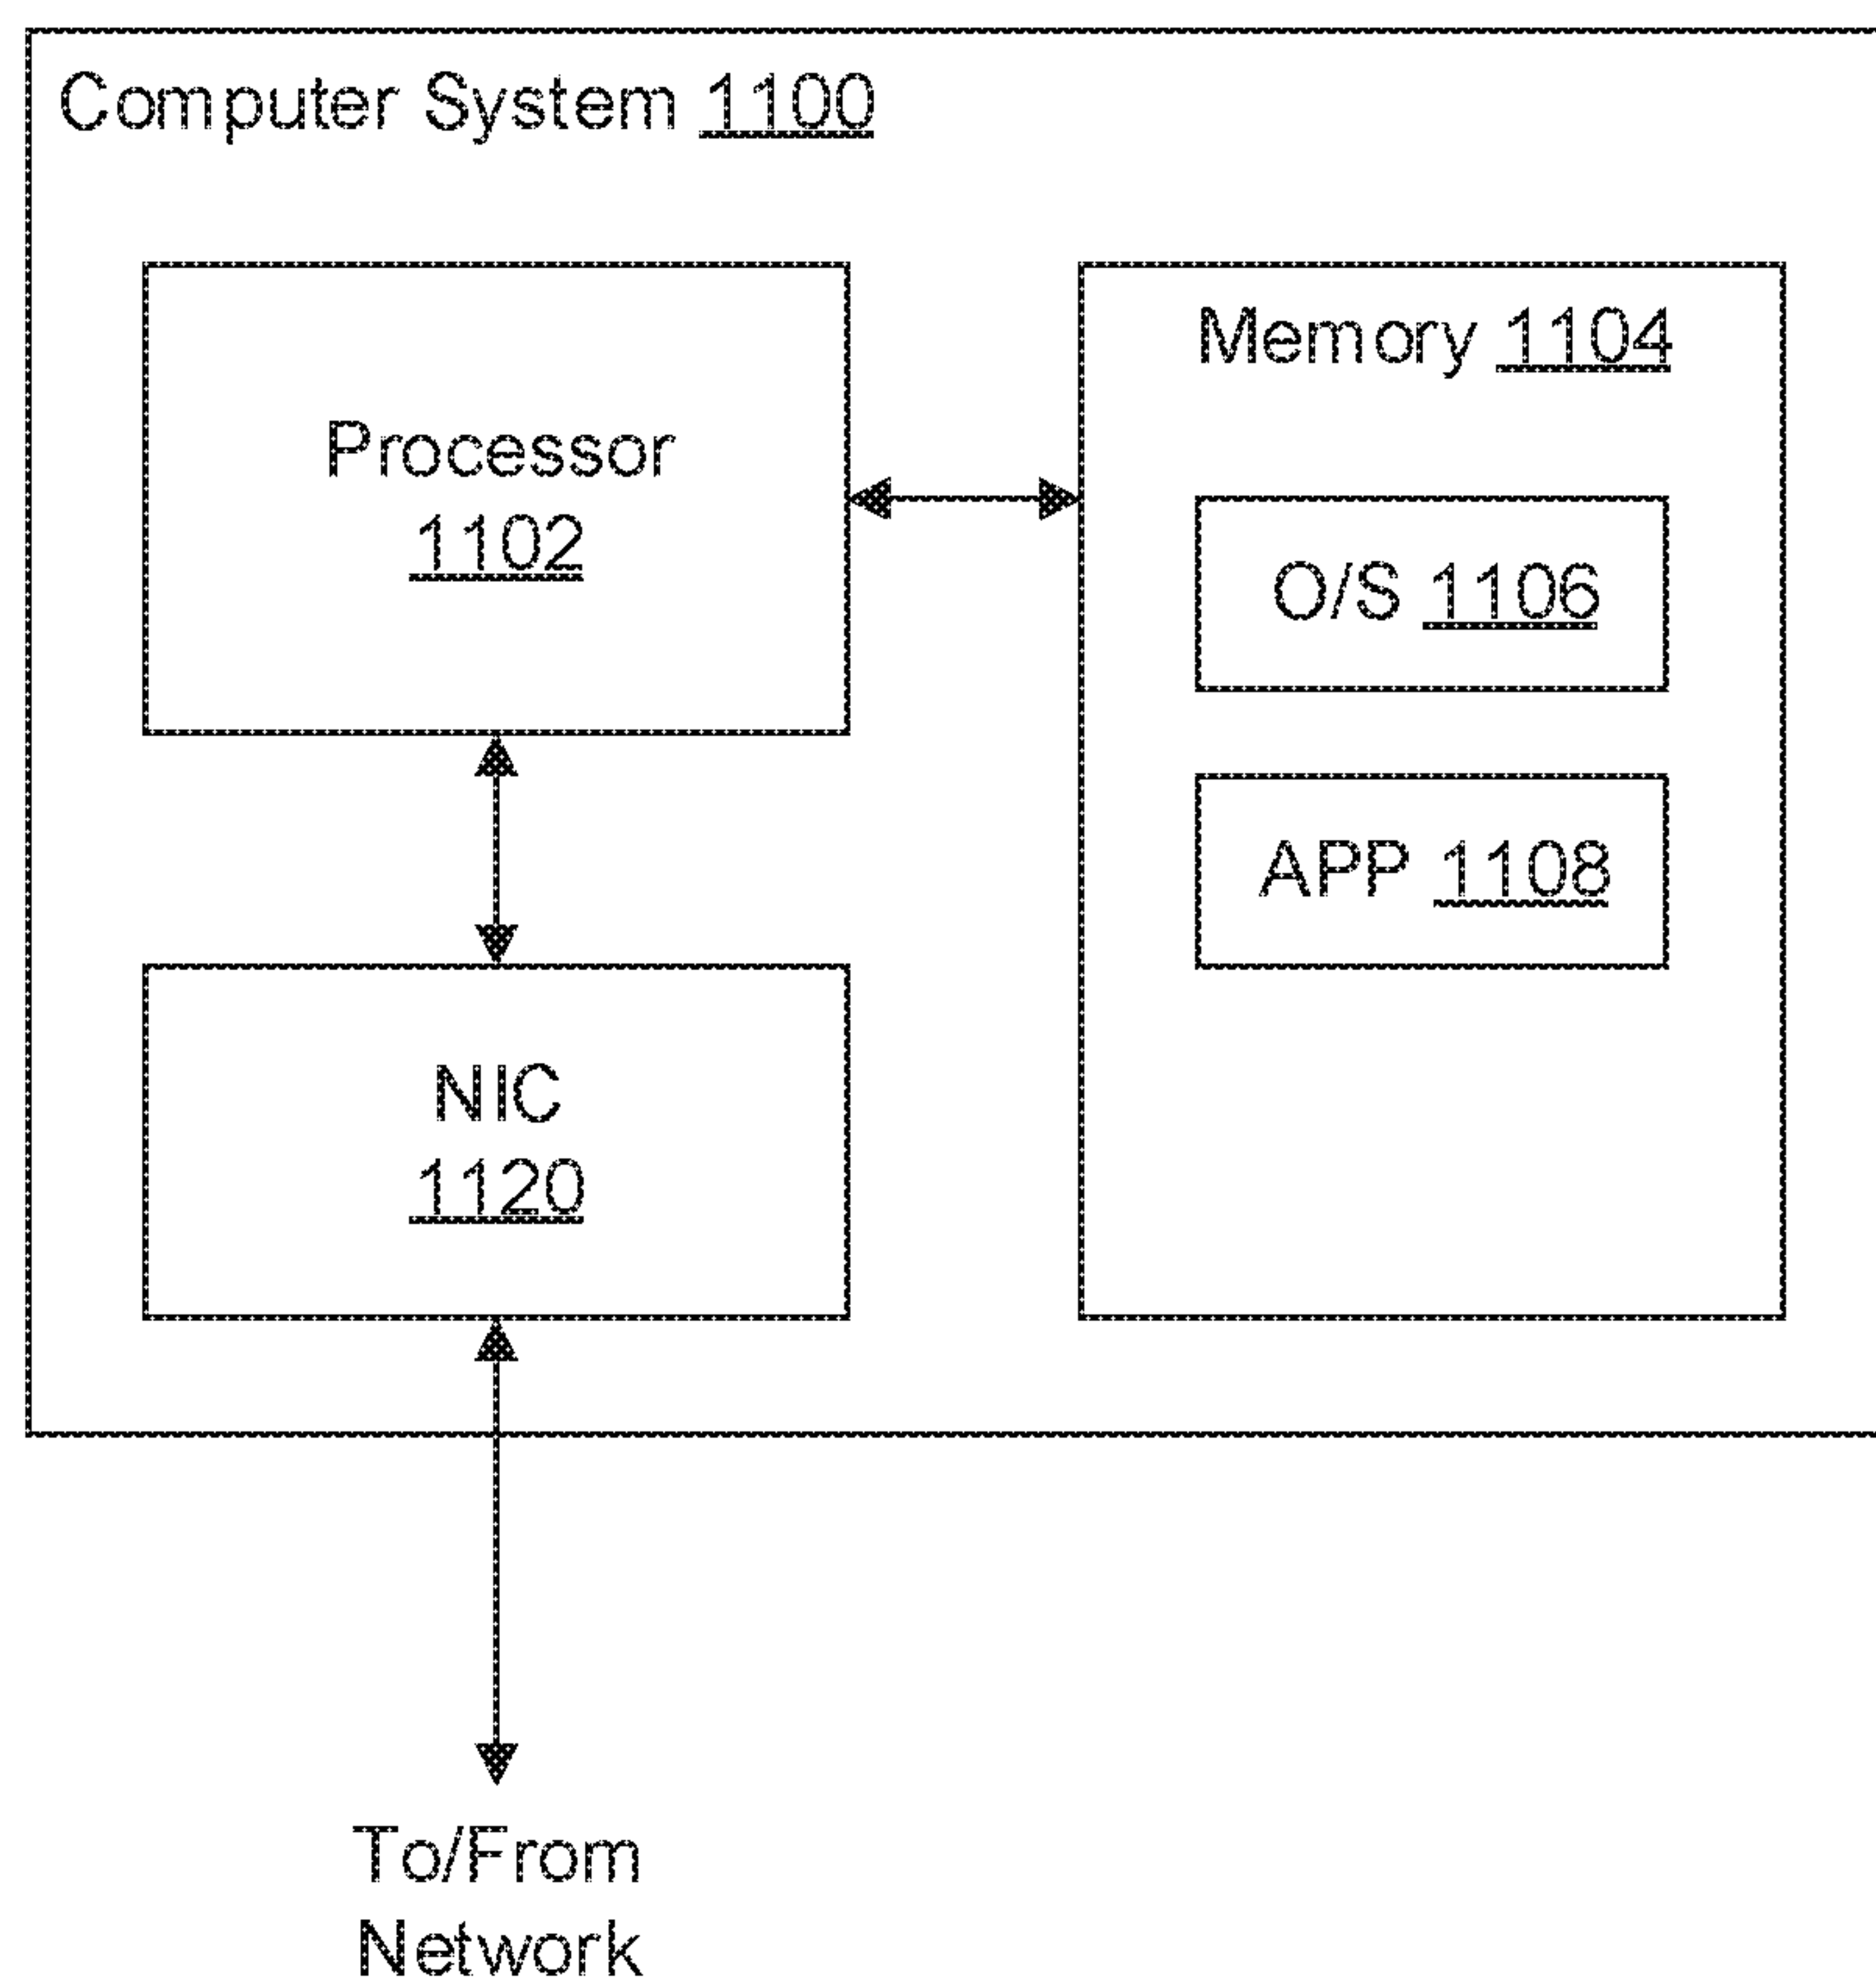 Computer System 1100
Processor
1102
Memory 1104
O/S 1106
APP 1108
NIC
1120
To/From
Network